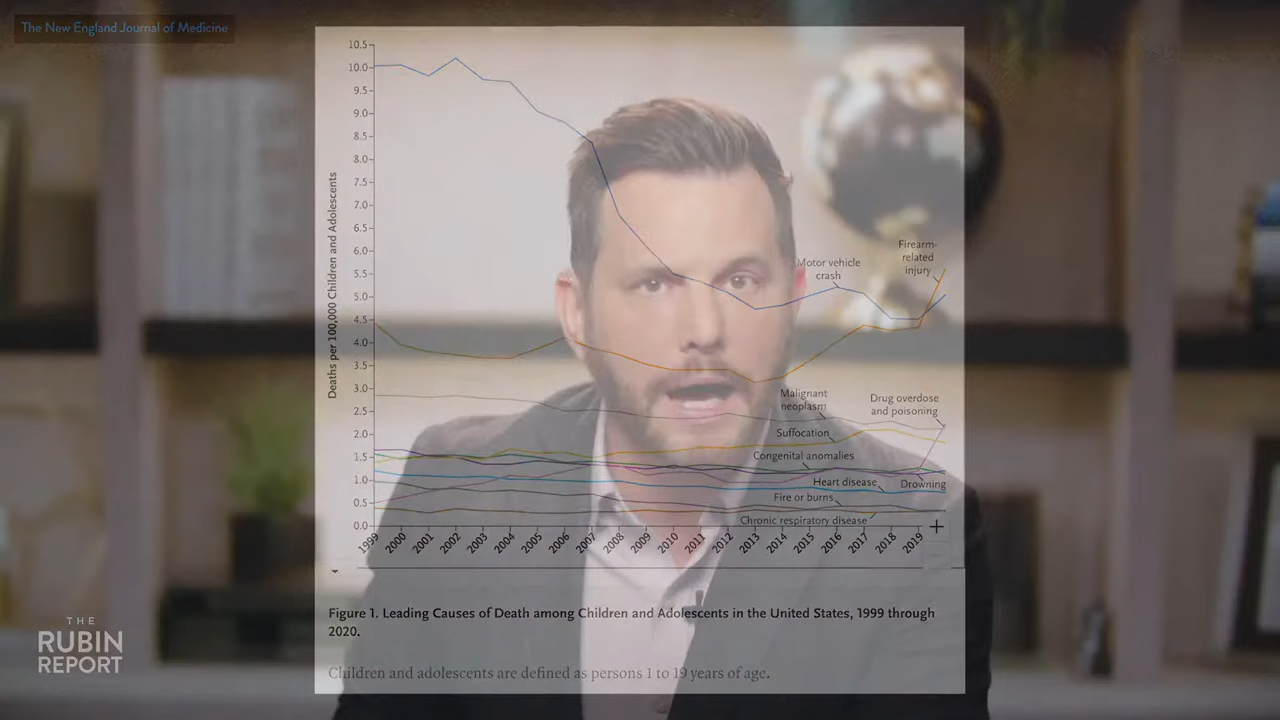 The New England Journal of Medicine
10.5
10.0
9.5
9.0
8.5
8.0
7.5
7.0
6.5
6.0
5.5
5.0
4.5
4.0
3.5
3.0
2.5
2.0
1.5
1.0
0.5
0.0
Deaths per 100,000 Children and Adolescents
Firearm-
related
injury
Motor vehicle
crash
Malignant
neoplasm
Drug overdose
and poisoning
Suffocation
Congenital anomalies
Heart disease
Drowning
Fire or burns
Chronic respiratory disease
1999 2000 2001 2002 2003 2004 2005 2006 2007 2008 2009 2010 2011 2012 2013 2014 2015 2016 2017 2018 2019
Figure 1. Leading Causes of Death among Children and Adolescents in the United States, 1999 through
2020.
Children and adolescents are defined as persons 1 to 19 years of age.
THE
RUBIN
REPORT